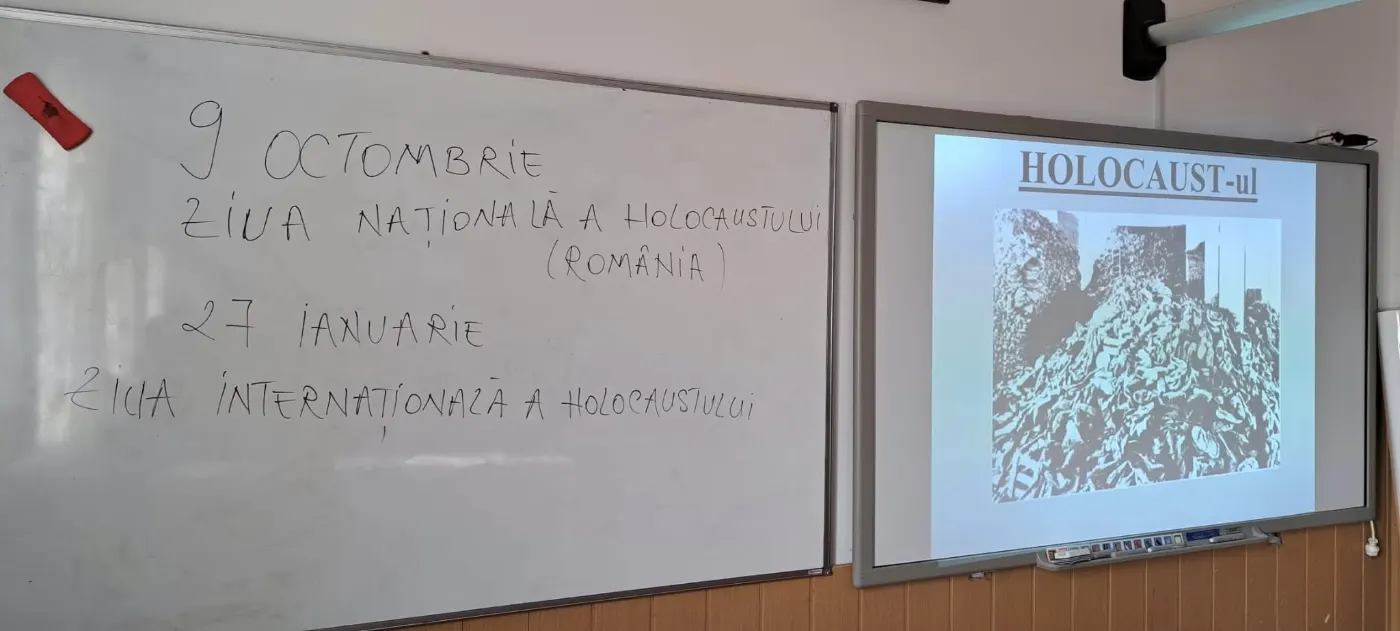 9 OCTOMBRIE
ZIUA NAȚIONALĂ A HOLOCAUSTULUI
(ROMÂNIA)
27 IANUARIE
ZIUA INTERNAȚIONALĂ A HOLOCAUSTULUI
HOLOCAUST-ul